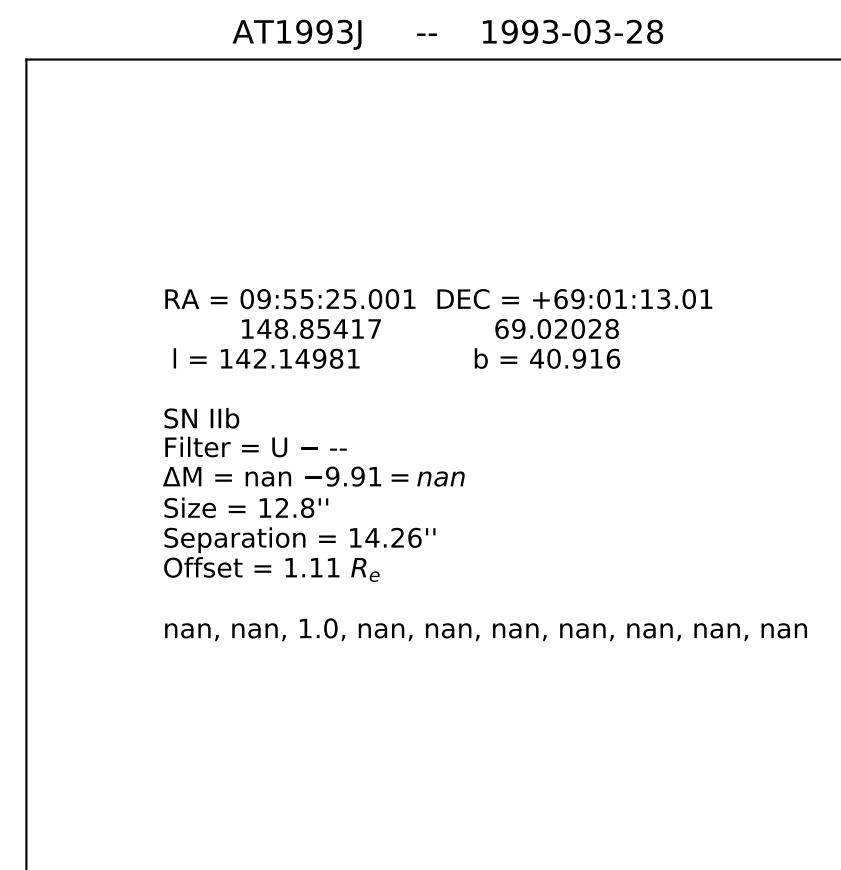 AT1993J -- 1993-03-28
RA = 09:55:25.001 DEC = +69:01:13.01
148.85417 69.02028
l = 142.14981 b = 40.916
SN IIb
Filter = U − --
ΔM = nan −9.91 = nan
Size = 12.8''
Separation = 14.26''
Offset = 1.11 Re
nan, nan, 1.0, nan, nan, nan, nan, nan, nan, nan